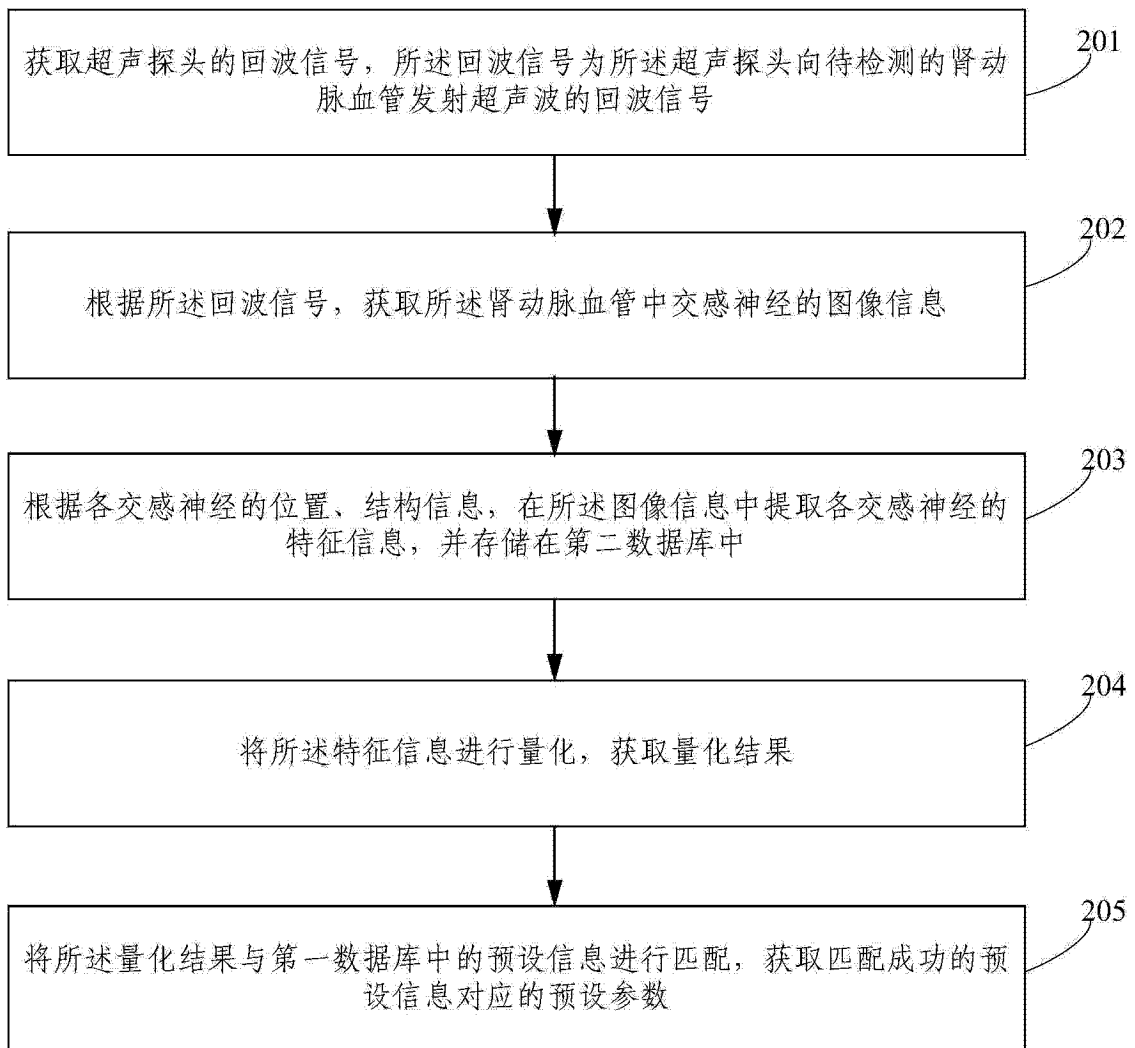 获取超声探头的回波信号，所述回波信号为所述超声探头向待检测的肾动
脉血管发射超声波的回波信号
201
根据所述回波信号，获取所述肾动脉血管中交感神经的图像信息
202
根据各交感神经的位置、结构信息，在所述图像信息中提取各交感神经的
特征信息，并存储在第二数据库中
203
将所述特征信息进行量化，获取量化结果
204
将所述量化结果与第一数据库中的预设信息进行匹配，获取匹配成功的预
设信息对应的预设参数
205